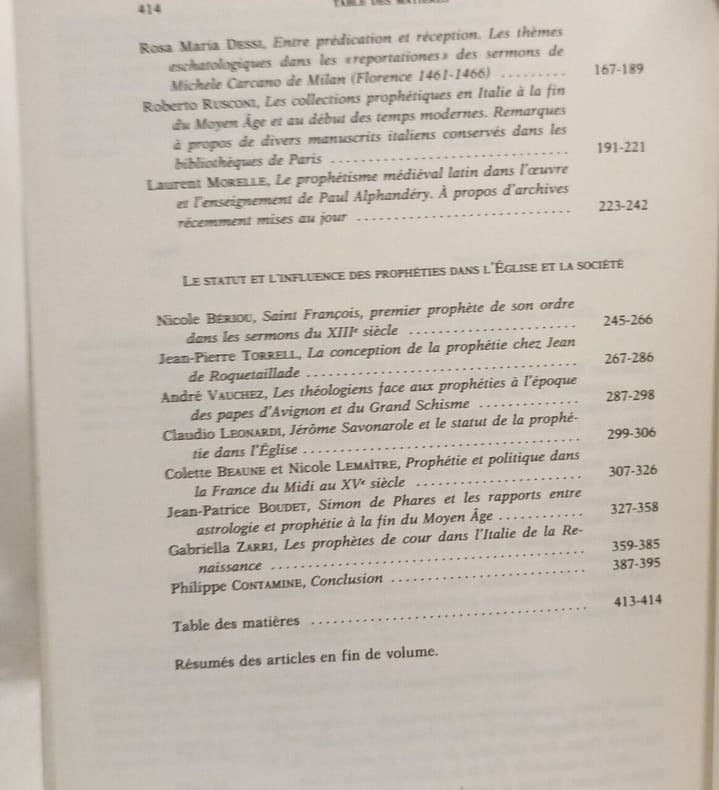 414
TABLE DES MATIÈRES
Rosa Maria DESSI, Entre prédication et réception. Les thèmes
eschatologiques dans les «reportationes» des sermons de
Michele Carcano de Milan (Florence 1461-1466) ......... 167-189
Roberto RUSCONI, Les collections prophétiques en Italie à la fin
du Moyen Âge et au début des temps modernes. Remarques
à propos de divers manuscrits italiens conservés dans les
bibliothèques de Paris ............................... 191-221
Laurent MORELLE, Le prophétisme médiéval latin dans l'œuvre
et l'enseignement de Paul Alphandéry. À propos d'archives
récemment mises au jour ............................ 223-242
LE STATUT ET L'INFLUENCE DES PROPHÉTIES DANS L'ÉGLISE ET LA SOCIÉTÉ
Nicole BÉRIOU, Saint François, premier prophète de son ordre
dans les sermons du XIIIe siècle ...................... 245-266
Jean-Pierre TORRELL, La conception de la prophétie chez Jean
de Roquetaillade .................................... 267-286
André VAUCHEZ, Les théologiens face aux prophéties à l'époque
des papes d'Avignon et du Grand Schisme ............. 287-298
Claudio LEONARDI, Jérôme Savonarole et le statut de la prophé-
tie dans l'Église ..................................... 299-306
Colette BEAUNE et Nicole LEMAÎTRE, Prophétie et politique dans
la France du Midi au XVe siècle ...................... 307-326
Jean-Patrice BOUDET, Simon de Phares et les rapports entre
astrologie et prophétie à la fin du Moyen Âge ........... 327-358
Gabriella ZARRI, Les prophètes de cour dans l'Italie de la Re-
naissance .......................................... 359-385
Philippe CONTAMINE, Conclusion .......................... 387-395
Table des matières ..................................... 413-414
Résumés des articles en fin de volume.